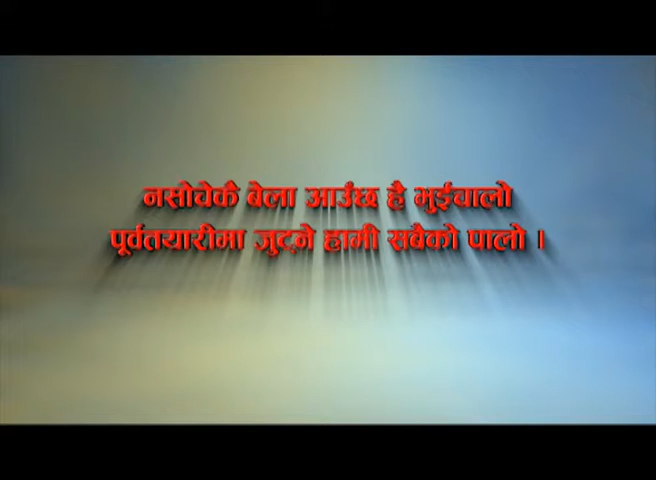 नसोचेकै बेला आउँछ है भुईंचालो
पूर्वतयारीमा जुट्ने हामी सबैको पालो ।